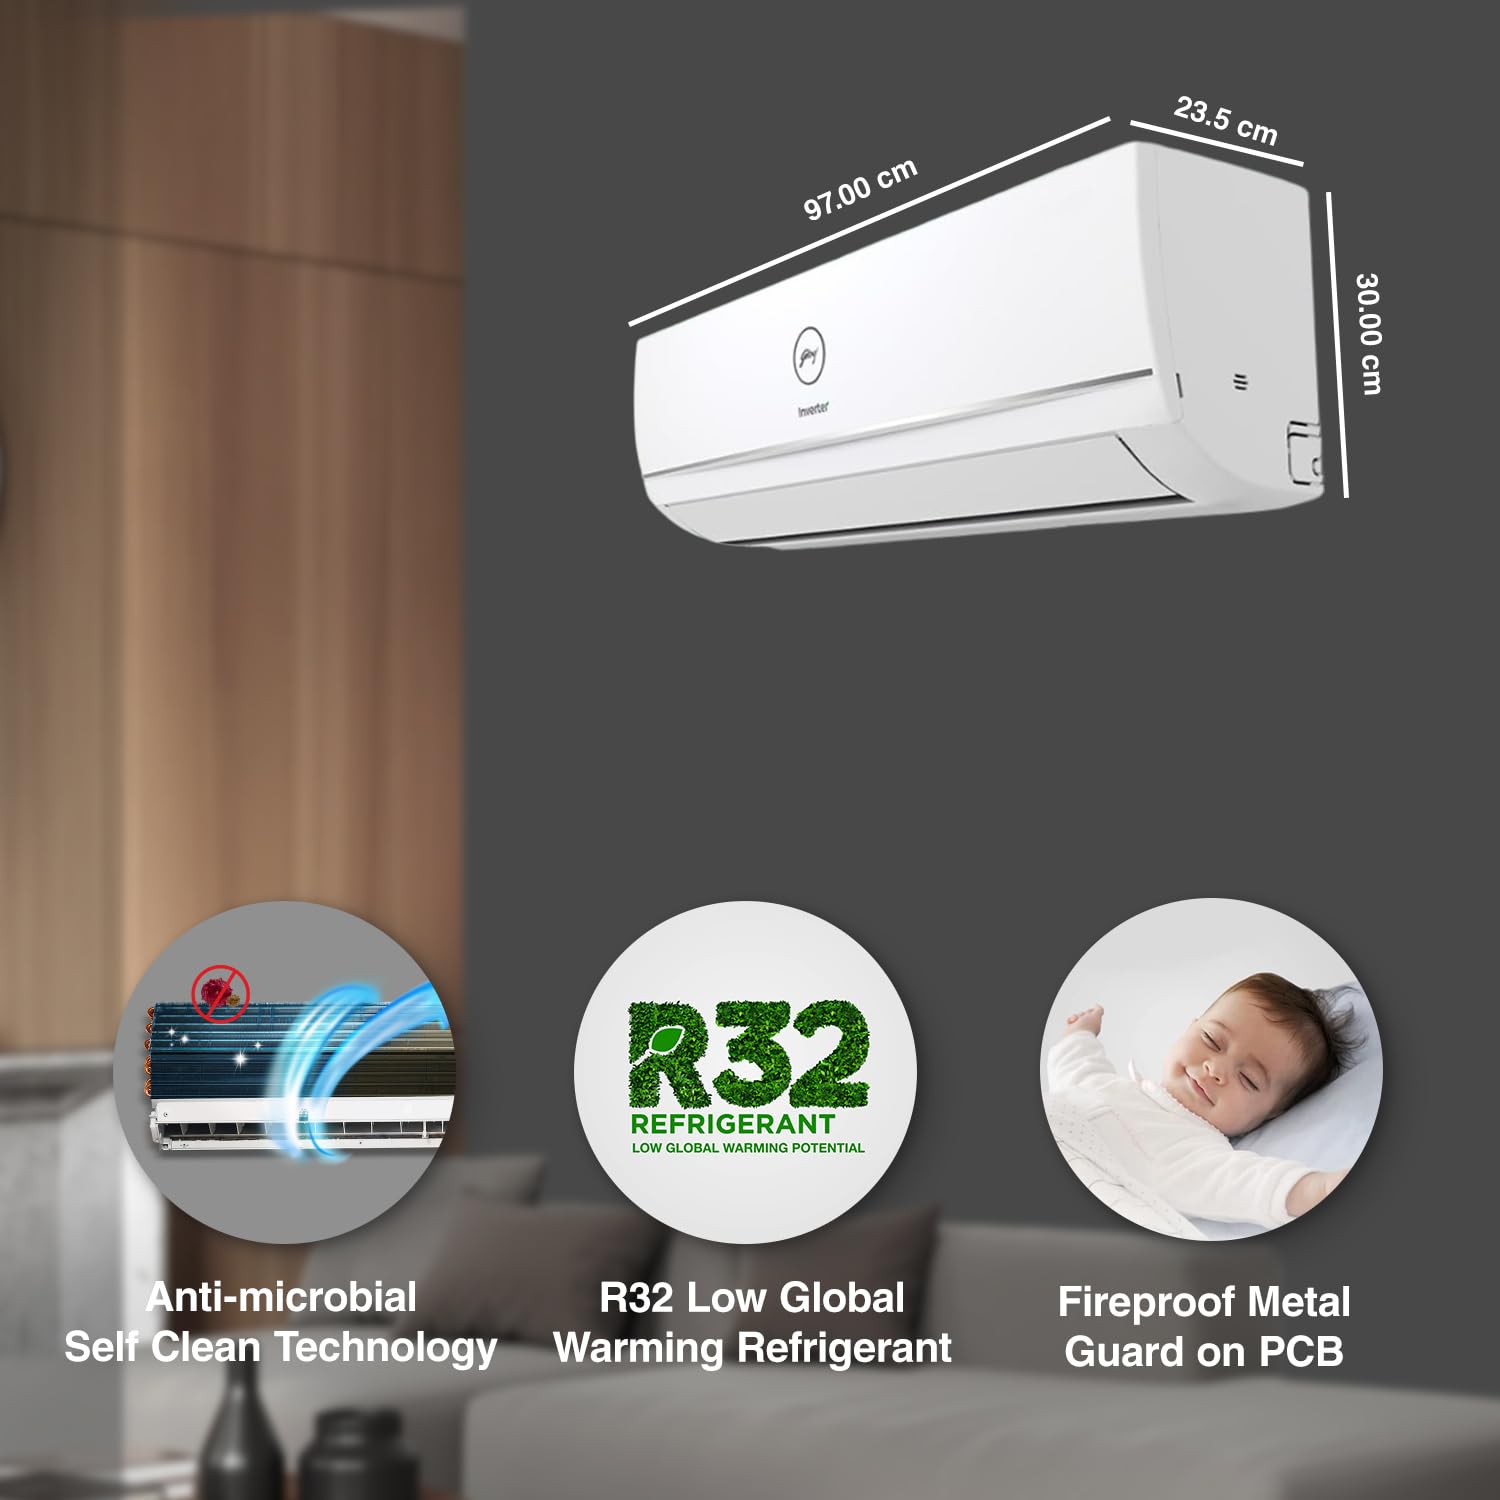 23.5 cm
97.00 cm
30.00 cm
Godrej
Inverter
R32
REFRIGERANT
LOW GLOBAL WARMING POTENTIAL
Anti-microbial
Self Clean Technology
R32 Low Global
Warming Refrigerant
Fireproof Metal
Guard on PCB